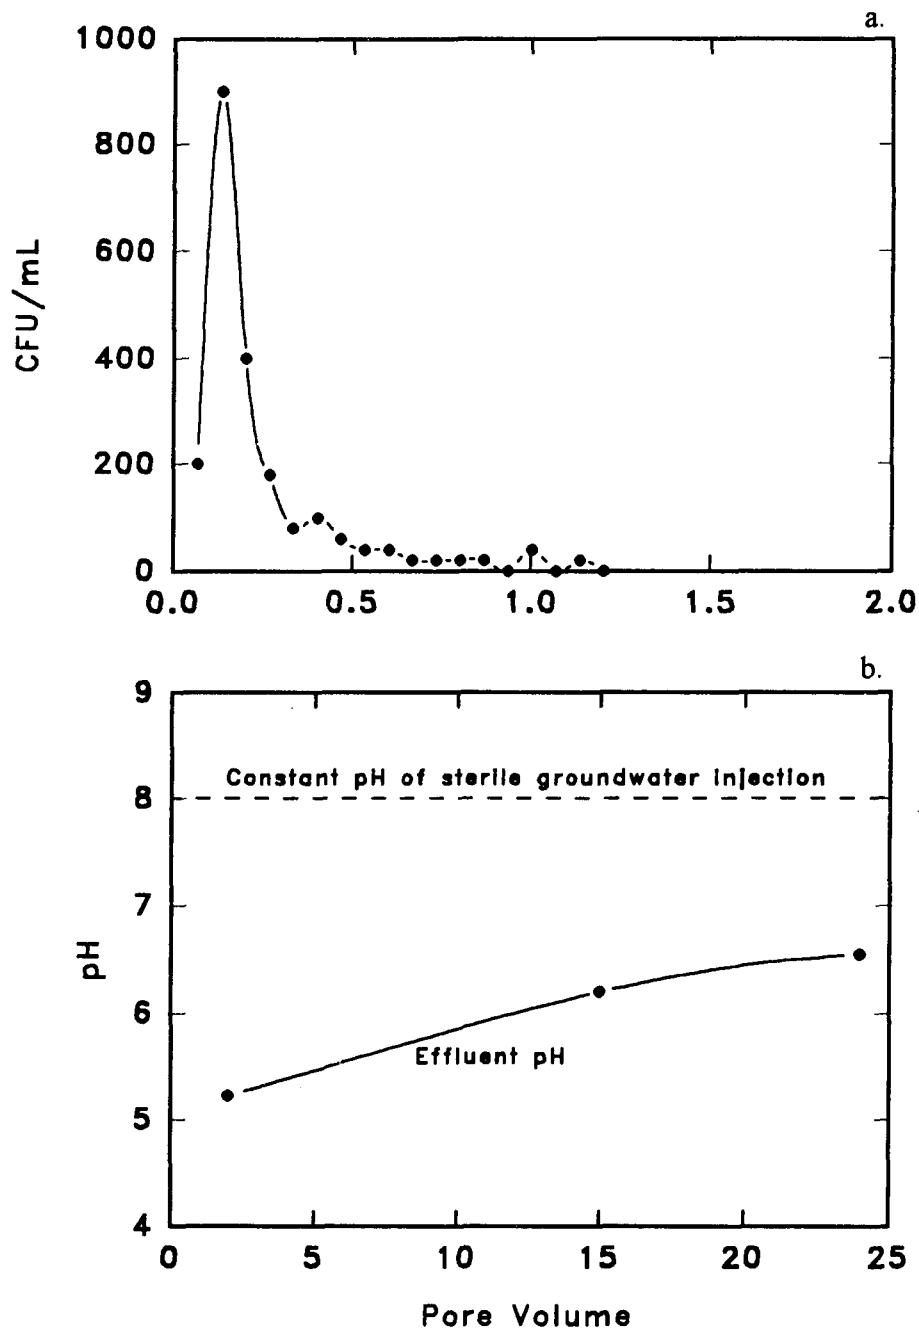 a.
1000
800
600
400
200
0
CFU/mL
0.0 0.5 1.0 1.5 2.0
b.
9
8
7
6
5
4
pH
Constant pH of sterile groundwater injection
Effluent pH
0 5 10 15 20 25
Pore Volume